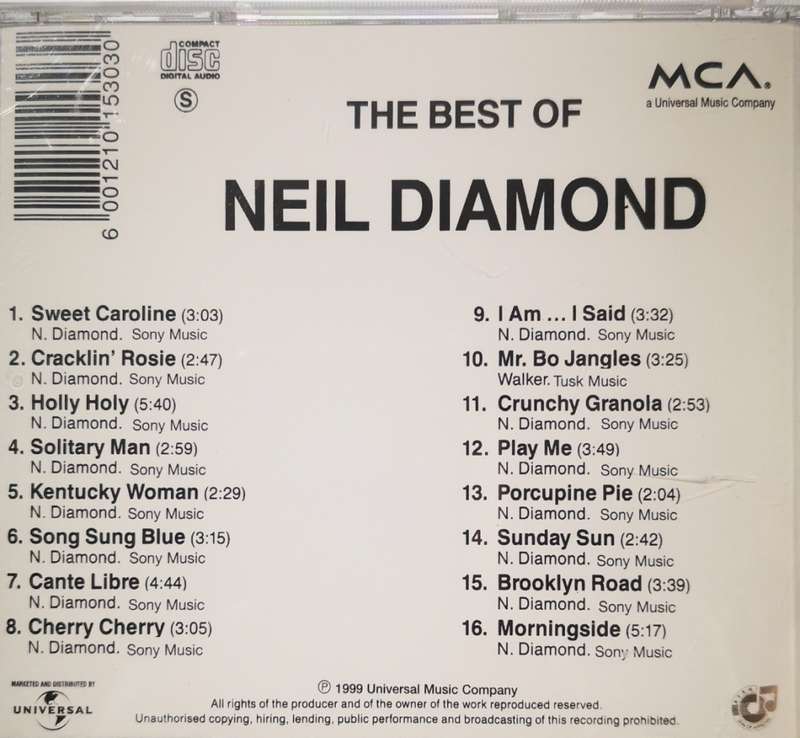 6 001210 153030
COMPACT
disc
DIGITAL AUDIO
S
MCA.
a Universal Music Company
THE BEST OF
NEIL DIAMOND
1. Sweet Caroline (3:03)
N. Diamond. Sony Music
2. Cracklin' Rosie (2:47)
N. Diamond. Sony Music
3. Holly Holy (5:40)
N. Diamond. Sony Music
4. Solitary Man (2:59)
N. Diamond. Sony Music
5. Kentucky Woman (2:29)
N. Diamond. Sony Music
6. Song Sung Blue (3:15)
N. Diamond. Sony Music
7. Cante Libre (4:44)
N. Diamond. Sony Music
8. Cherry Cherry (3:05)
N. Diamond. Sony Music
9. I Am ... I Said (3:32)
N. Diamond. Sony Music
10. Mr. Bo Jangles (3:25)
Walker. Tusk Music
11. Crunchy Granola (2:53)
N. Diamond. Sony Music
12. Play Me (3:49)
N. Diamond. Sony Music
13. Porcupine Pie (2:04)
N. Diamond. Sony Music
14. Sunday Sun (2:42)
N. Diamond. Sony Music
15. Brooklyn Road (3:39)
N. Diamond. Sony Music
16. Morningside (5:17)
N. Diamond. Sony Music
MARKETED AND DISTRIBUTED BY
UNIVERSAL
℗ 1999 Universal Music Company
All rights of the producer and of the owner of the work reproduced reserved.
Unauthorised copying, hiring, lending, public performance and broadcasting of this recording prohibited.